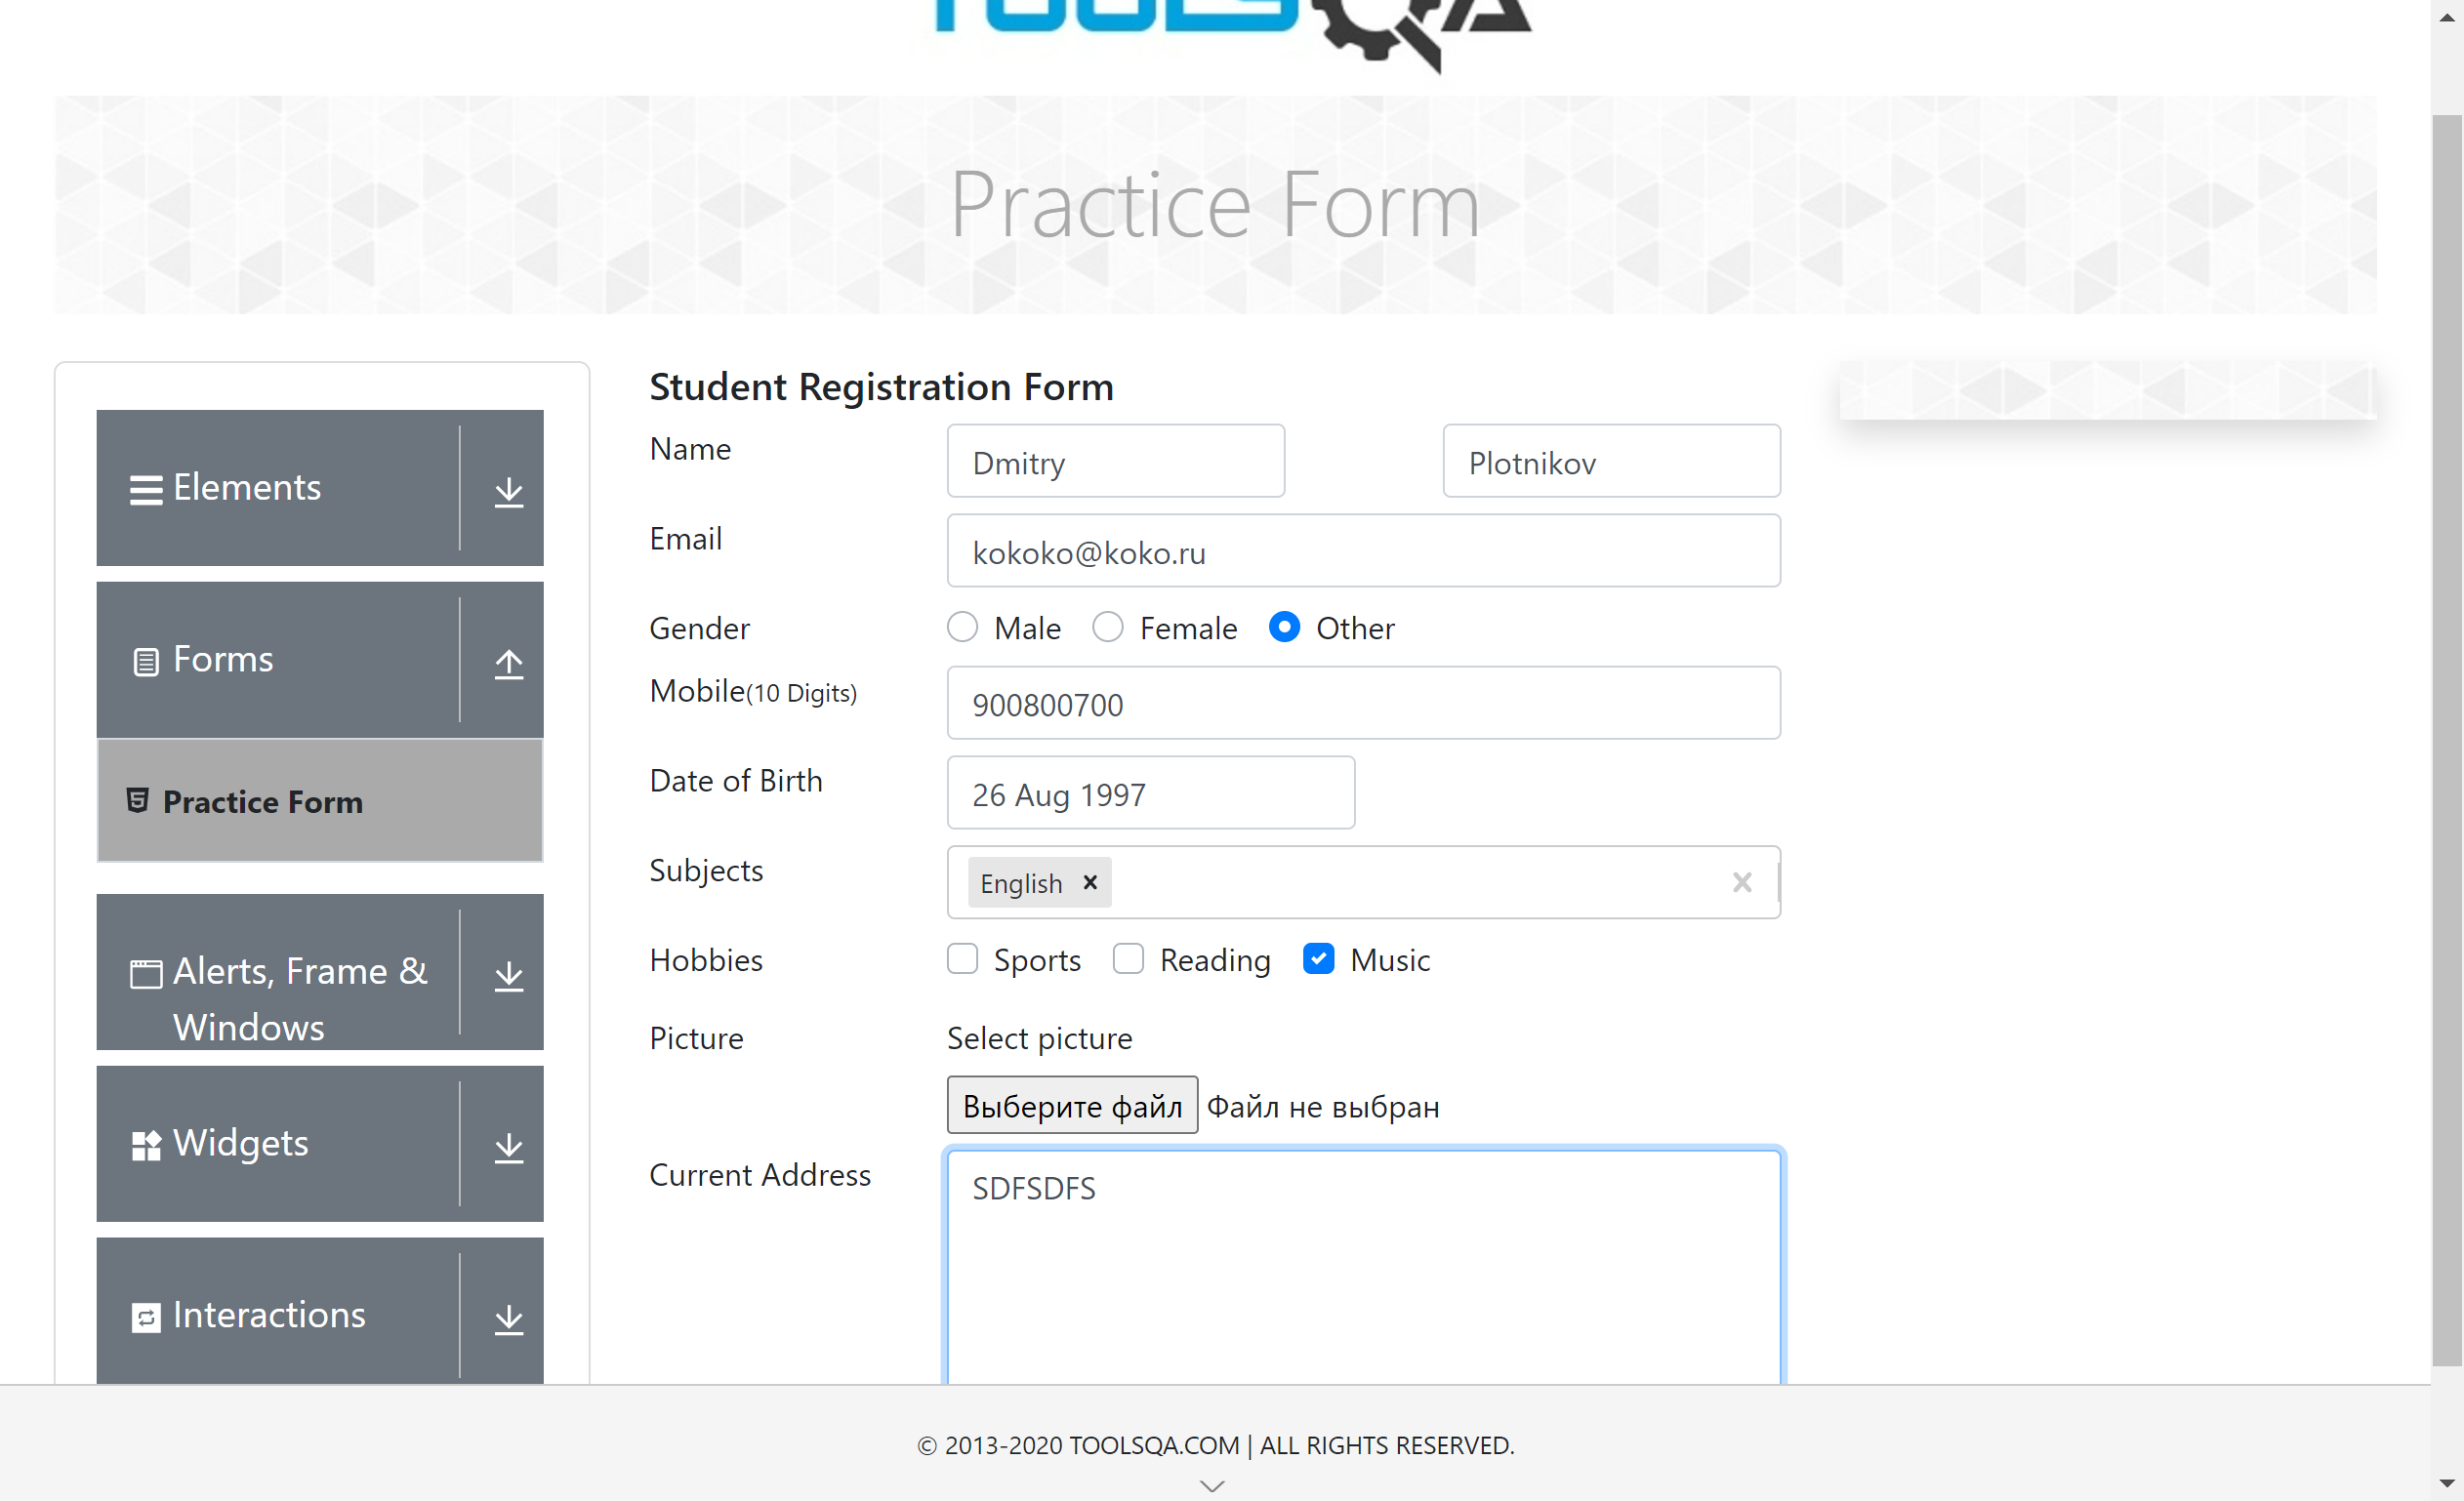 TOOLSQA
Practice Form
Elements
Forms
Practice Form
Alerts, Frame &
Windows
Widgets
Interactions
Student Registration Form
Name Dmitry Plotnikov
Email kokoko@koko.ru
Gender Male Female Other
Mobile(10 Digits) 900800700
Date of Birth 26 Aug 1997
Subjects English
Hobbies Sports Reading Music
Picture Select picture
Выберите файл Файл не выбран
Current Address SDFSDFS
© 2013-2020 TOOLSQA.COM | ALL RIGHTS RESERVED.